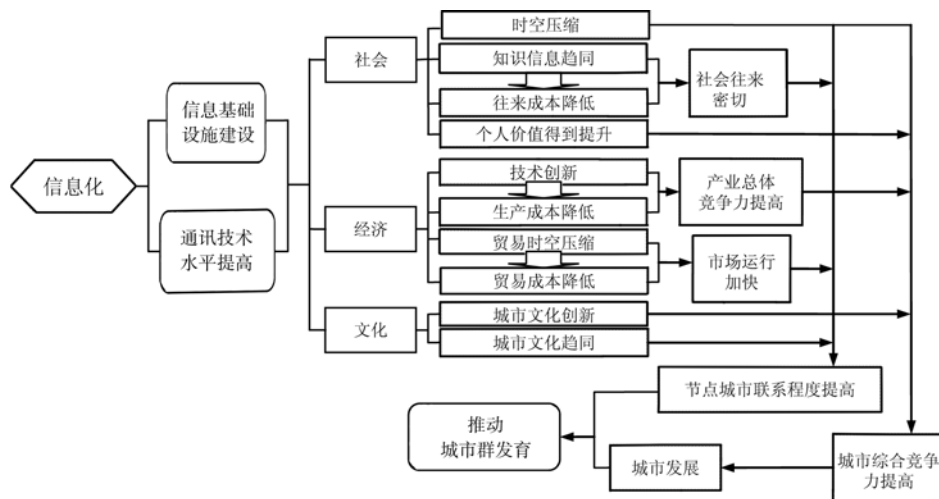 信息化
信息基础
设施建设
通讯技术
水平提高
社会
经济
文化
时空压缩
知识信息趋同
往来成本降低
个人价值得到提升
技术创新
生产成本降低
贸易时空压缩
贸易成本降低
城市文化创新
城市文化趋同
社会往来
密切
产业总体
竞争力提高
市场运行
加快
节点城市联系程度提高
城市综合竞争
力提高
城市发展
推动
城市群发育